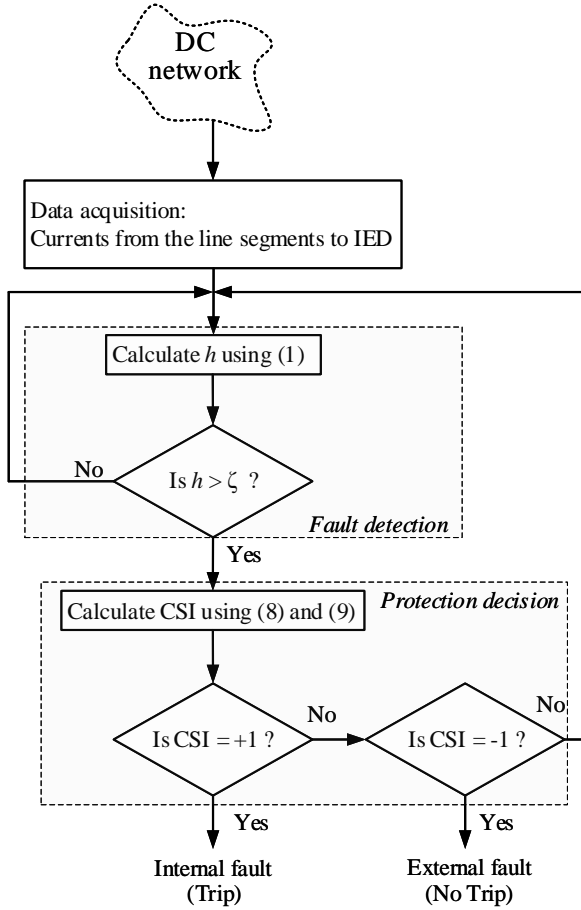 DC
network
Data acquisition:
Currents from the line segments to IED
Calculate h using (1)
No
Is h > ζ ?
Fault detection
Yes
Protection decision
Calculate CSI using (8) and (9)
Is CSI = +1 ?
No
Is CSI = -1 ?
No
Yes
Yes
Internal fault
(Trip)
External fault
(No Trip)